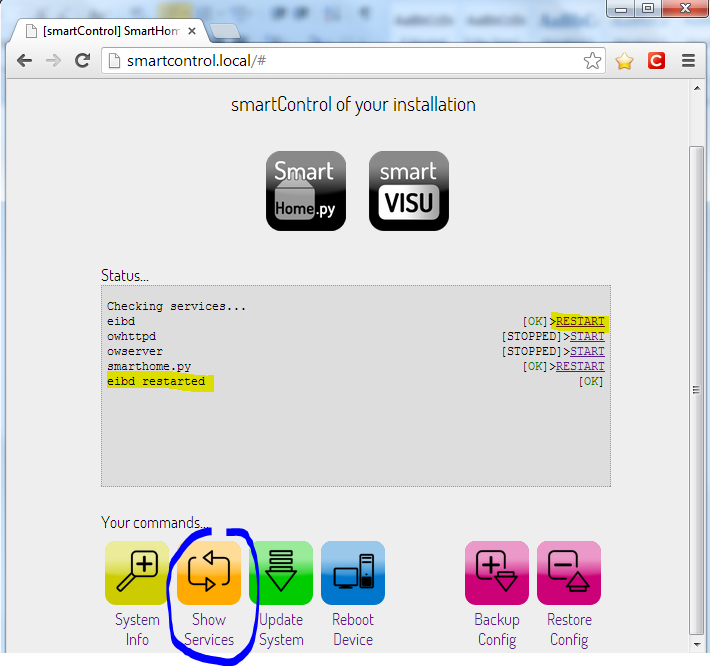 [smartControl] SmartHom
smartcontrol.local/#
smartControl of your installation
Smart
Home.py
smart
VISU
Status...
Checking services...
eibd [OK]>RESTART
owhttpd [STOPPED]>START
owserver [STOPPED]>START
smarthome.py [OK]>RESTART
eibd restarted [OK]
Your commands...
System Info
Show Services
Update System
Reboot Device
Backup Config
Restore Config